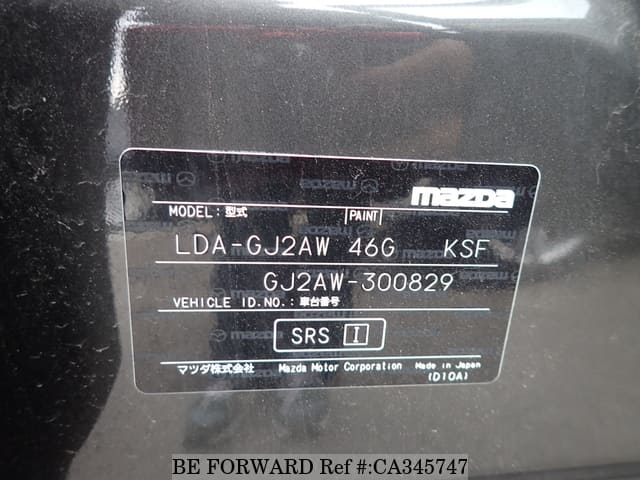 mazda
MODEL:型式 PAINT
LDA-GJ2AW 46G KSF
GJ2AW-300829
VEHICLE ID.NO.:車台番号
SRS I
マツダ株式会社 Mazda Motor Corporation Made in Japan
(D10A)
BE FORWARD Ref #:CA345747